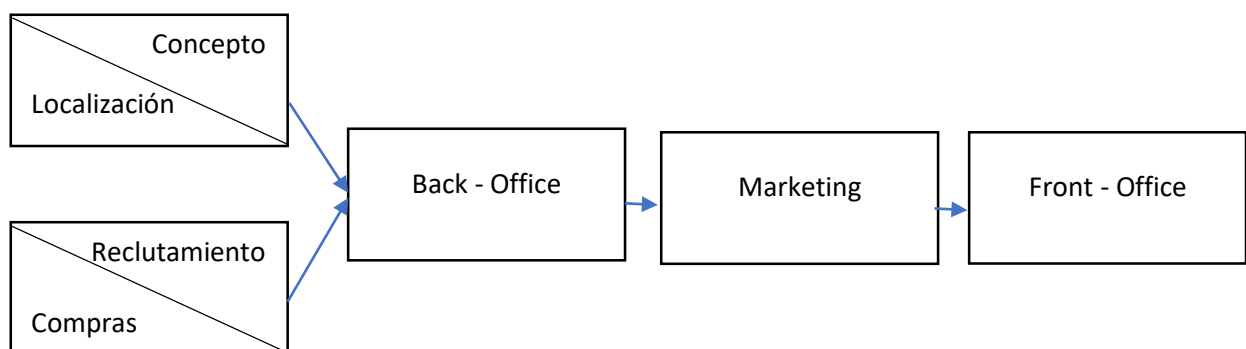 Concepto
Localización
Reclutamiento
Compras
Back - Office
Marketing
Front - Office